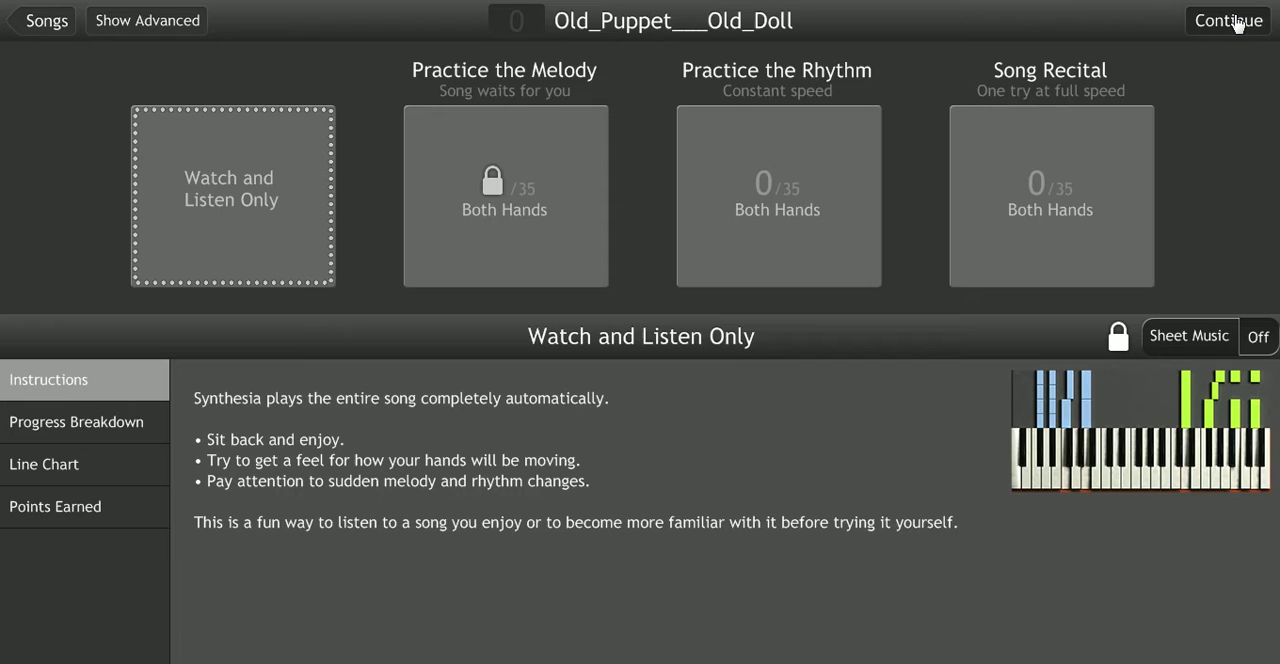 Songs
Show Advanced
0
Old_Puppet___Old_Doll
Continue
Practice the Melody
Song waits for you
Practice the Rhythm
Constant speed
Song Recital
One try at full speed
Watch and
Listen Only
/35
Both Hands
0/35
Both Hands
0/35
Both Hands
Watch and Listen Only
Sheet Music
Off
Instructions
Progress Breakdown
Line Chart
Points Earned
Synthesia plays the entire song completely automatically.
• Sit back and enjoy.
• Try to get a feel for how your hands will be moving.
• Pay attention to sudden melody and rhythm changes.
This is a fun way to listen to a song you enjoy or to become more familiar with it before trying it yourself.